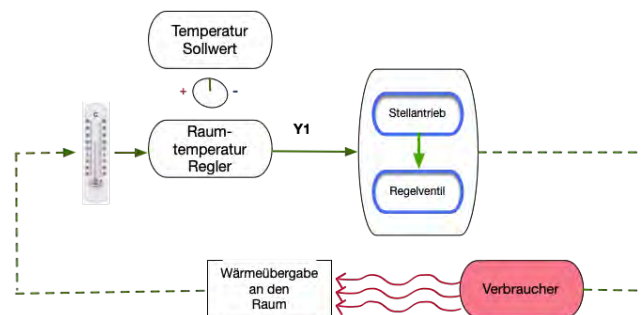 Temperatur
Sollwert
+
-
Raum-
temperatur
Regler
Y1
Stellantrieb
Regelventil
Wärmeübergabe
an den
Raum
Verbraucher